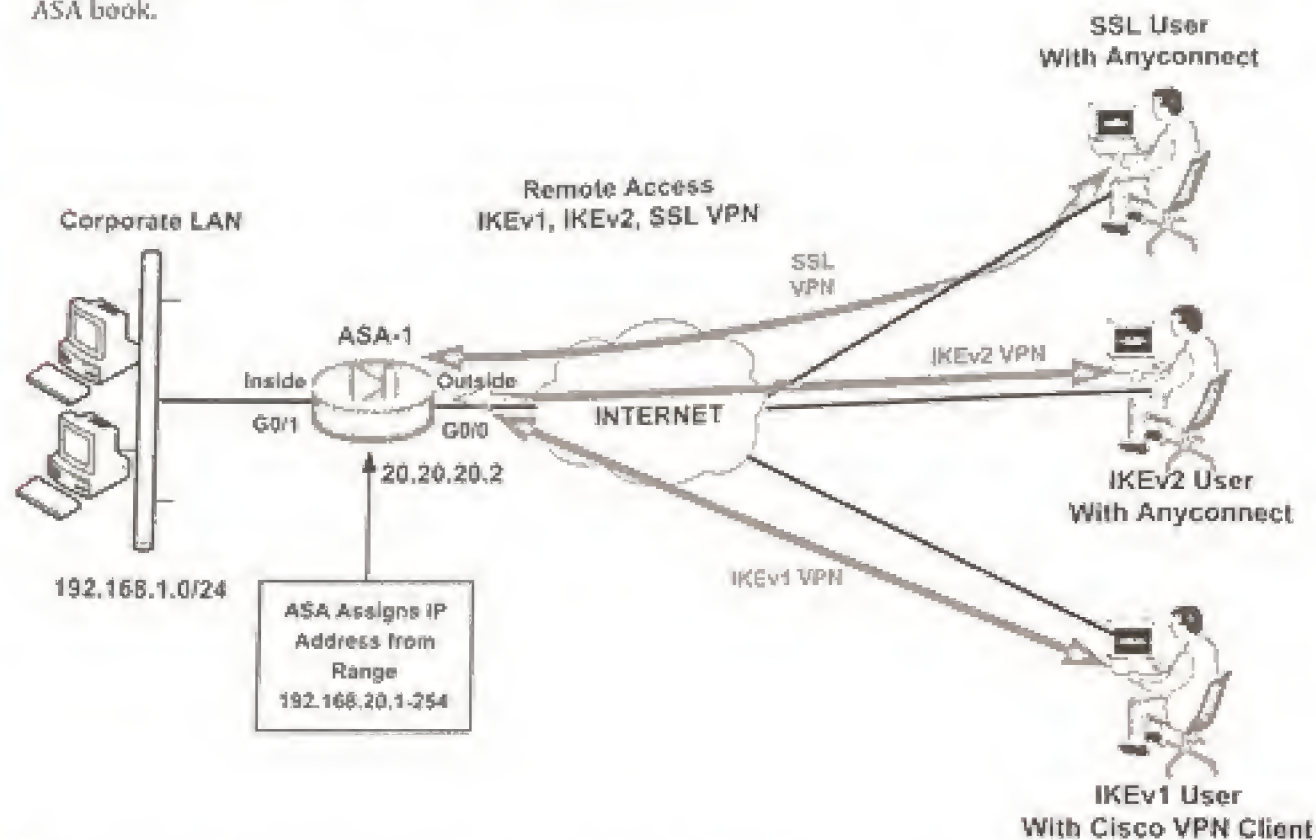 ASA book.
SSL User
With Anyconnect
Remote Access
IKEv1, IKEv2, SSL VPN
Corporate LAN
SSL
VPN
ASA-1
IKEv2 VPN
Inside
Outside
INTERNET
G0/1
G0/0
20.20.20.2
IKEv2 User
With Anyconnect
192.168.1.0/24
IKEv1 VPN
ASA Assigns IP
Address from
Range
192.168.20.1-254
IKEv1 User
With Cisco VPN Client